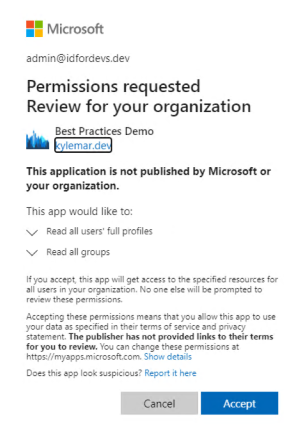 Microsoft
admin@idfordevs.dev
Permissions requested
Review for your organization
Best Practices Demo
kylemar.dev
This application is not published by Microsoft or
your organization.
This app would like to:
Read all users' full profiles
Read all groups
If you accept, this app will get access to the specified resources for
all users in your organization. No one else will be prompted to
review these permissions.
Accepting these permissions means that you allow this app to use
your data as specified in their terms of service and privacy
statement. The publisher has not provided links to their terms
for you to review. You can change these permissions at
https://myapps.microsoft.com. Show details
Does this app look suspicious? Report it here
Cancel
Accept